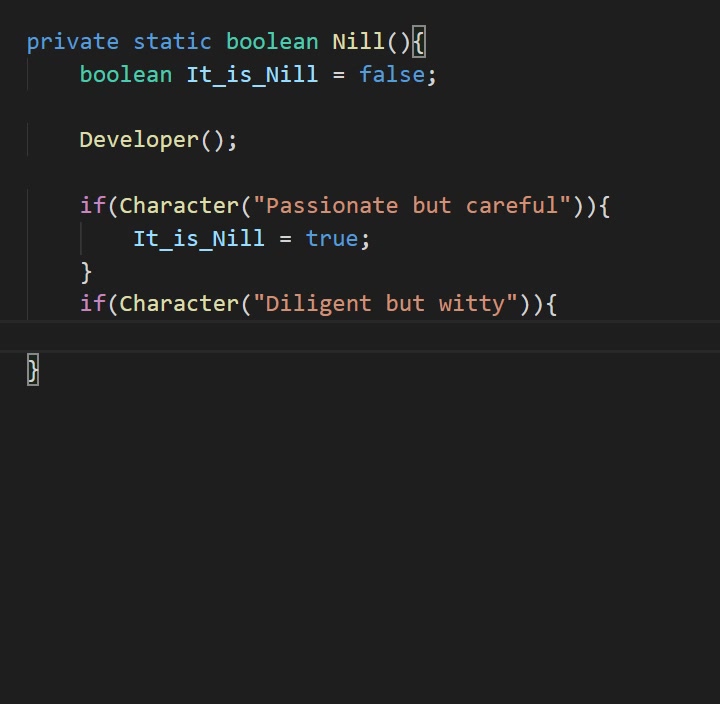 private static boolean Nill(){
    boolean It_is_Nill = false;
    Developer();
    if(Character("Passionate but careful")){
        It_is_Nill = true;
    }
    if(Character("Diligent but witty")){
}